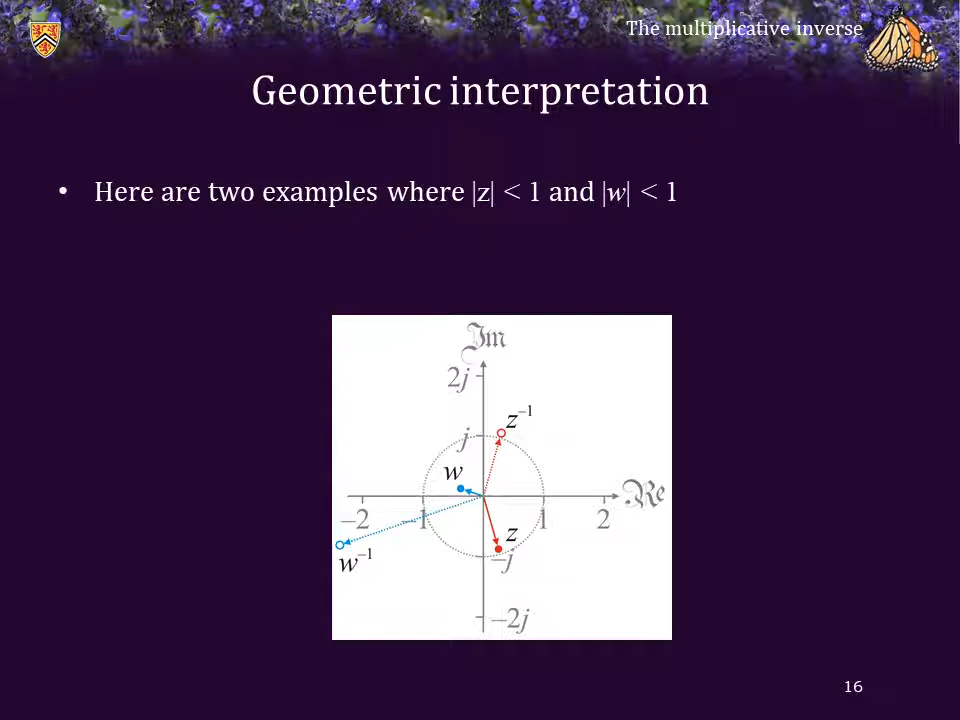 The multiplicative inverse
Geometric interpretation
• Here are two examples where |z| < 1 and |w| < 1
ℑm
2j
z⁻¹
j
w
ℜe
−2 −1 1 2
z
w⁻¹
−j
−2j
16